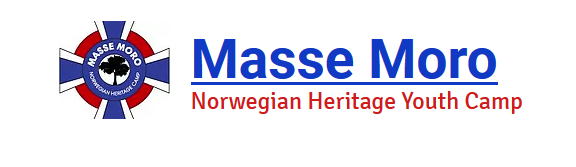 MASSE MORO
NORWEGIAN HERITAGE CAMP
Masse Moro
Norwegian Heritage Youth Camp